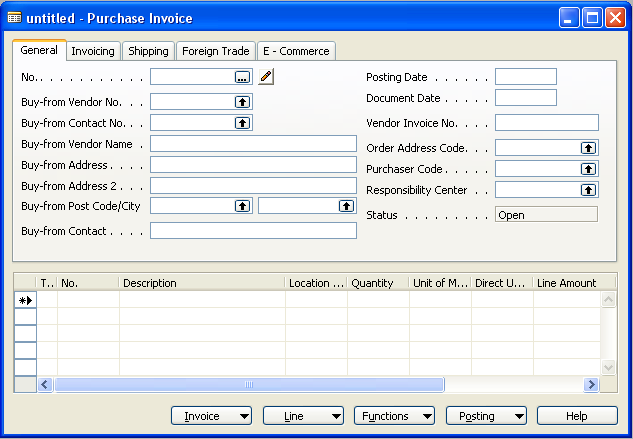 untitled - Purchase Invoice
General Invoicing Shipping Foreign Trade E - Commerce
No. . . . . . . . . . . . ...
Buy-from Vendor No. . . .
Buy-from Contact No. . . .
Buy-from Vendor Name .
Buy-from Address . . . . .
Buy-from Address 2 . . .
Buy-from Post Code/City
Buy-from Contact . . . .
Posting Date . . . . . .
Document Date . . . . .
Vendor Invoice No. . . . .
Order Address Code. . . .
Purchaser Code . . . . .
Responsibility Center . .
Status . . . . . . . . . Open
T.. No. Description Location ... Quantity Unit of M... Direct U... Line Amount
Invoice Line Functions Posting Help